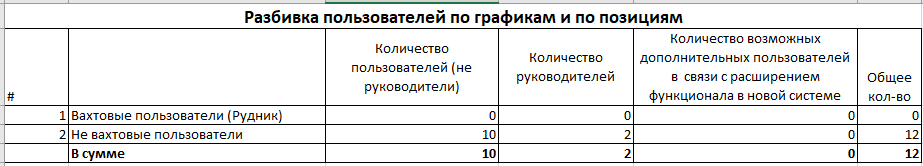 Разбивка пользователей по графикам и по позициям
# Количество пользователей (не руководители) Количество руководителей Количество возможных дополнительных пользователей в связи с расширением функционала в новой системе Общее кол-во
1 Вахтовые пользователи (Рудник) 0 0 0 0
2 Не вахтовые пользователи 10 2 0 12
В сумме 10 2 0 12